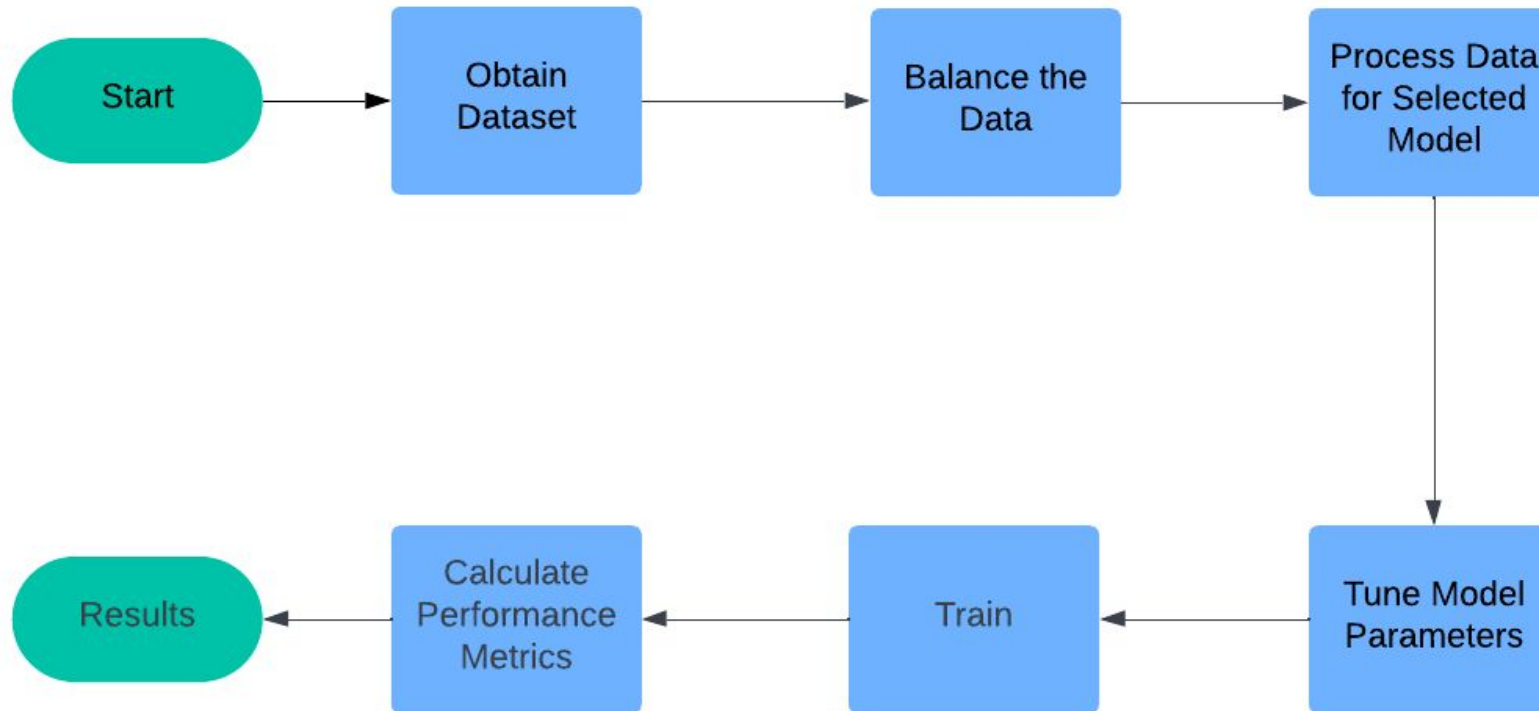 Start
Obtain
Dataset
Balance the
Data
Process Data
for Selected
Model
Tune Model
Parameters
Train
Calculate
Performance
Metrics
Results